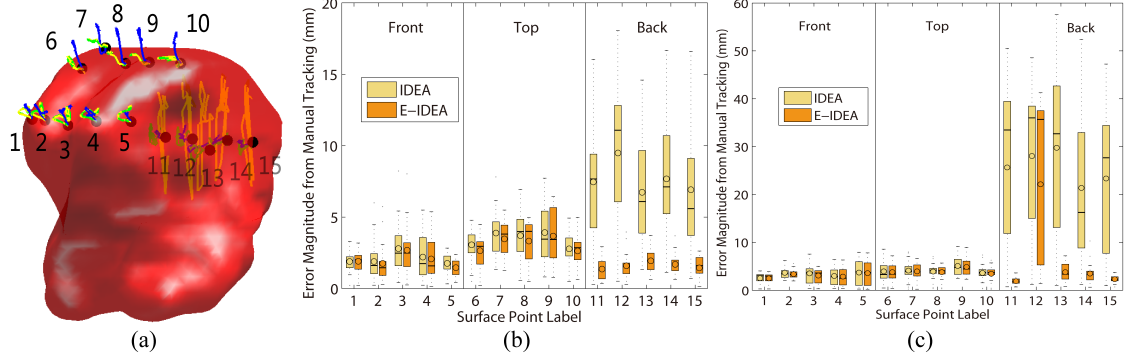 6 7 8 9 10
1 2 3 4 5
11 12 13 14 15
(a)
Error Magnitude from Manual Tracking (mm)
20
15
10
5
0
Front Top Back
IDEA
E-IDEA
1 2 3 4 5 6 7 8 9 10 11 12 13 14 15
Surface Point Label
(b)
Error Magnitude from Manual Tracking (mm)
60
50
40
30
20
10
0
Front Top Back
IDEA
E-IDEA
1 2 3 4 5 6 7 8 9 10 11 12 13 14 15
Surface Point Label
(c)